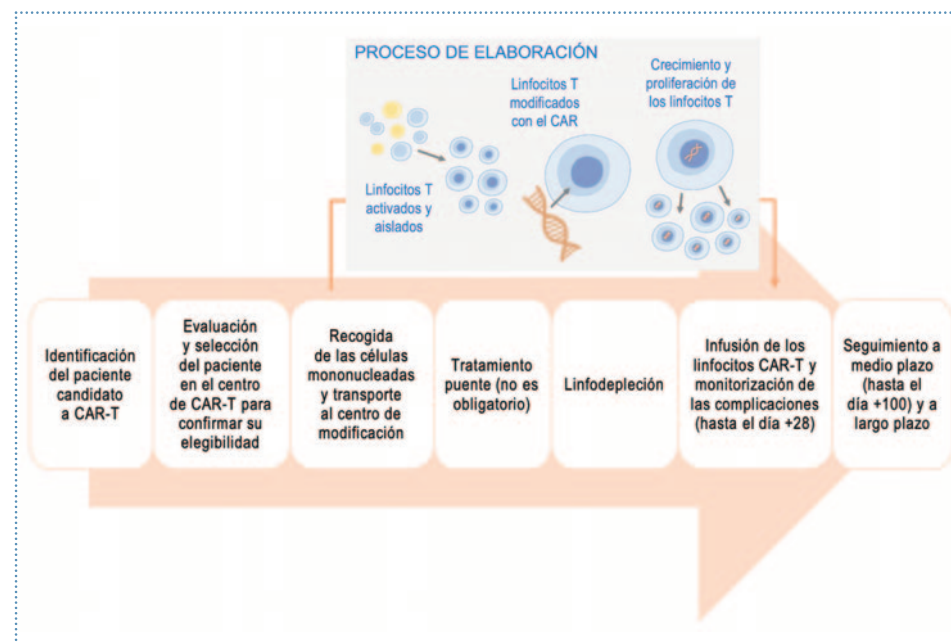 PROCESO DE ELABORACIÓN
Linfocitos T
activados y
aislados
Linfocitos T
modificados
con el CAR
Crecimiento y
proliferación de
los linfocitos T
Identificación
del paciente
candidato
a CAR-T
Evaluación
y selección
del paciente
en el centro
de CAR-T para
confirmar su
elegibilidad
Recogida
de las células
mononucleadas
y transporte
al centro de
modificación
Tratamiento
puente (no es
obligatorio)
Linfodepleción
Infusión de los
linfocitos CAR-T y
monitorización de
las complicaciones
(hasta el día +28)
Seguimiento a
medio plazo
(hasta el
día +100) y a
largo plazo